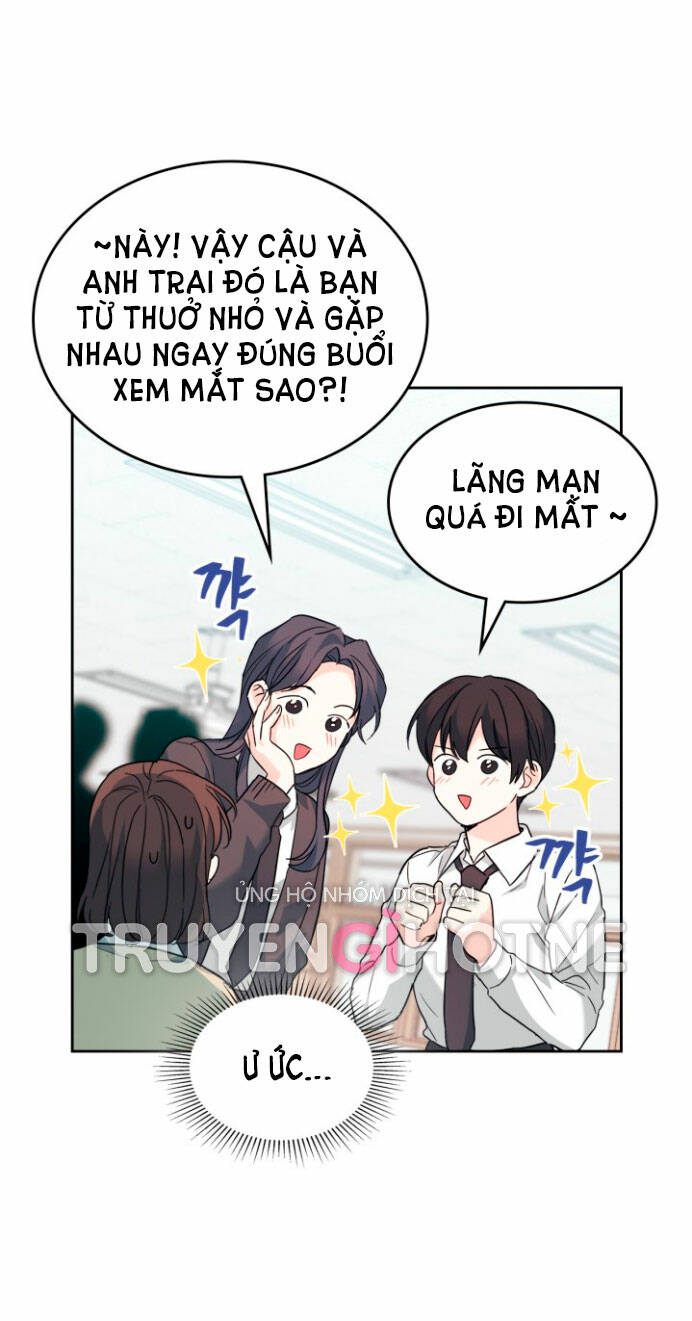 ~NÀY! VẬY CẬU VÀ
ANH TRAI ĐÓ LÀ BẠN
TỪ THUỞ NHỎ VÀ GẶP
NHAU NGAY ĐÚNG BUỔI
XEM MẮT SAO?!
LÃNG MẠN
QUÁ ĐI MẤT ~
꺅
꺅
ỦNG HỘ NHÓM DỊCH TẠI
TRUYENGIHOTNE
Ư ỨC...